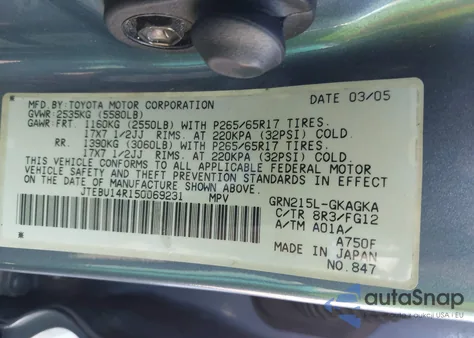 MFD. BY:TOYOTA MOTOR CORPORATION DATE 03/05
GVWR: 2535KG (5580LB)
GAWR: FRT. 1160KG (2550LB) WITH P265/65R17 TIRES.
17X7 1/2JJ RIMS. AT 220KPA (32PSI) COLD.
RR. 1390KG (3060LB) WITH P265/65R17 TIRES.
17X7 1/2JJ RIMS. AT 220KPA (32PSI) COLD.
THIS VEHICLE CONFORMS TO ALL APPLICABLE FEDERAL MOTOR
VEHICLE SAFETY STANDARDS IN EFFECT ON THE DATE OF
MANUFACTURE SHOWN ABOVE.
JTEBU14R150069231 MPV
GRN215L-GKAGKA
C/TR 8R3/FG12
A/TM A01A/
A750F
MADE IN JAPAN
NO.847
autoSnap
USA | EU